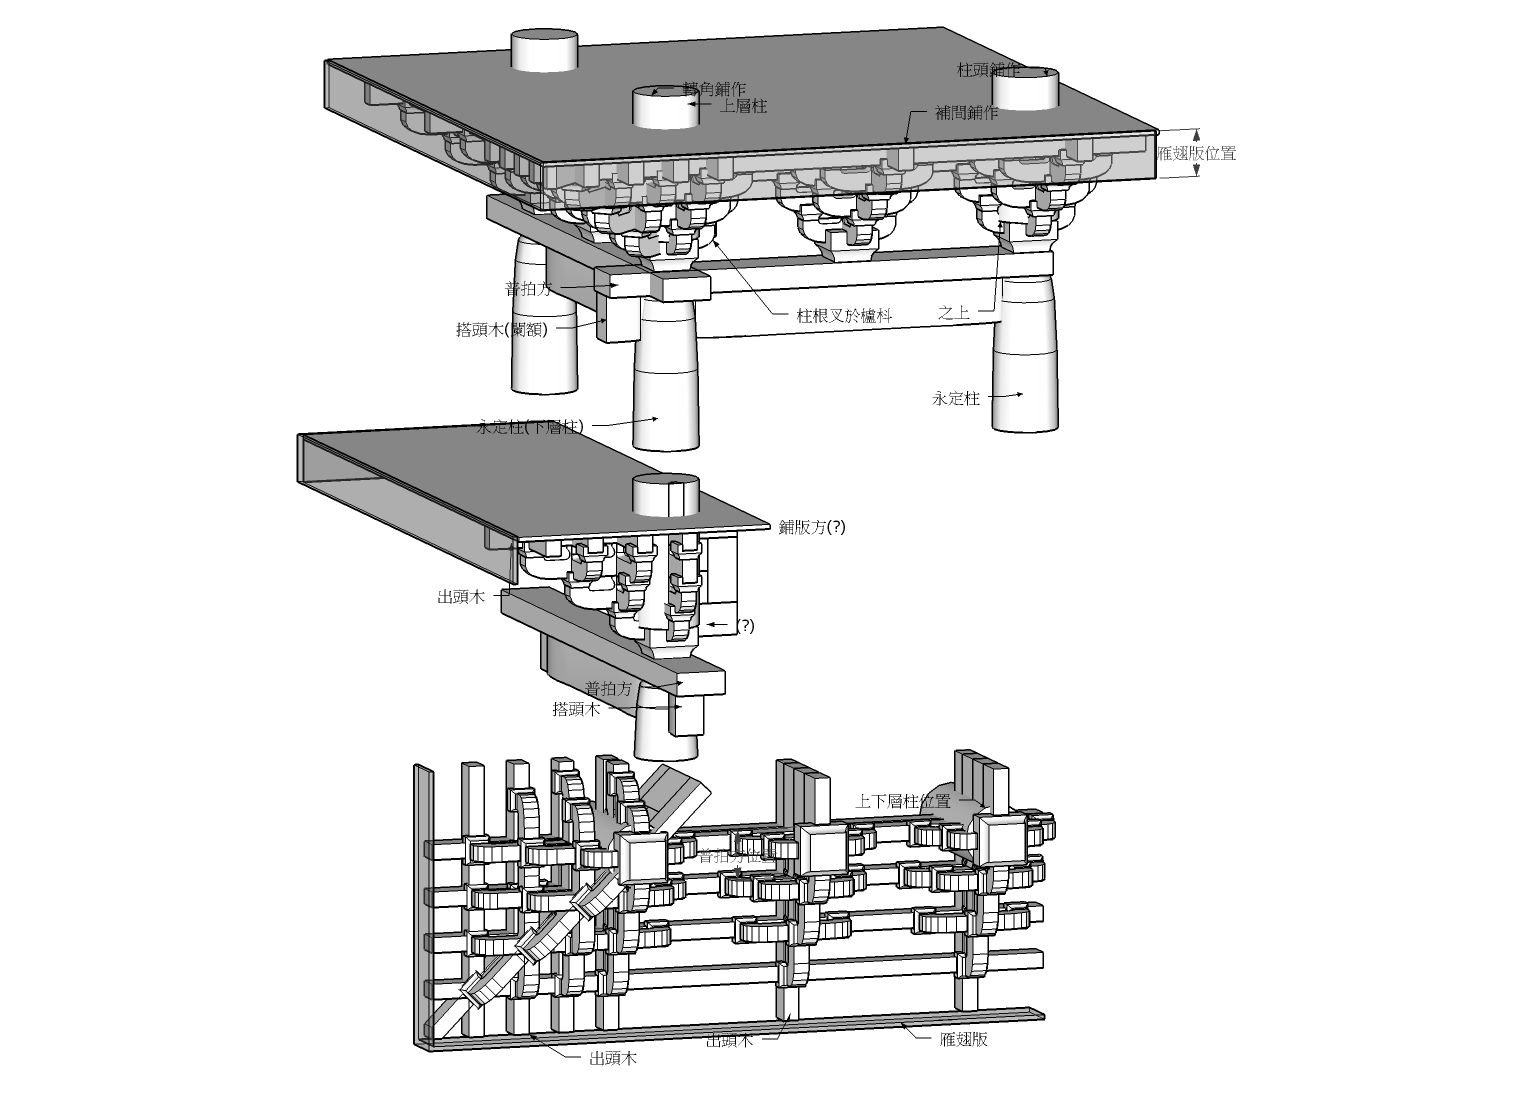 柱頭鋪作
轉角鋪作
上層柱
補間鋪作
雁翅版位置
普拍方
柱根叉於櫨枓
之上
搭頭木(闌額)
永定柱
永定柱(下層柱)
鋪版方(?)
出頭木
(?)
普拍方
搭頭木
上下層柱位置
普拍方位置
出頭木
雁翅版
出頭木